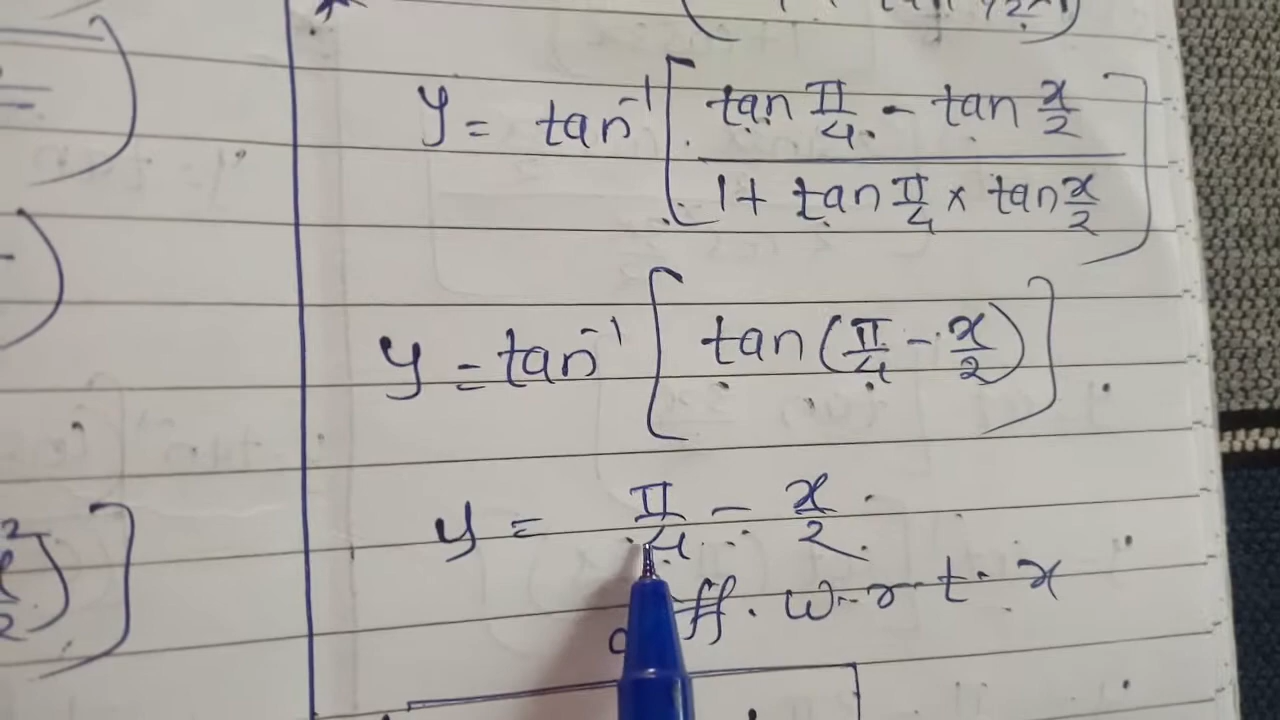 y = tan⁻¹ [ (tan π/4 - tan x/2) / (1 + tan π/4 × tan x/2) ]
y = tan⁻¹ [ tan (π/4 - x/2) ]
y = π/4 - x/2
diff. w.r.t. x